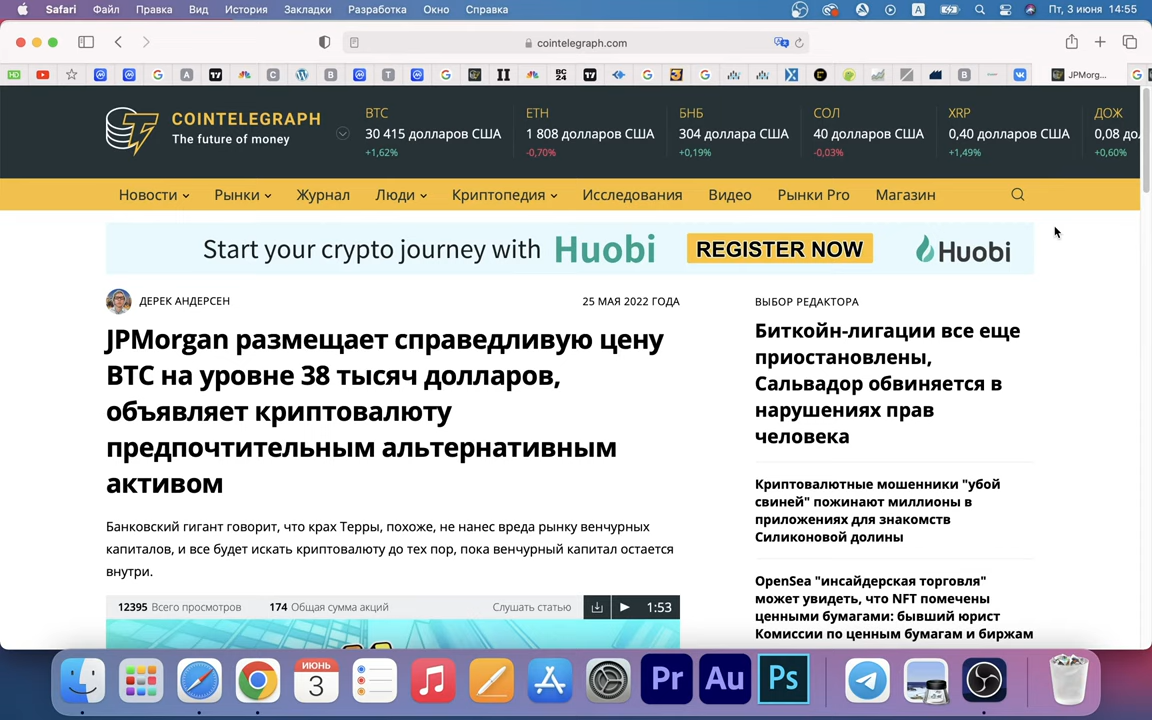 Safari Файл Правка Вид История Закладки Разработка Окно Справка
A
Пт, 3 июня 14:55
cointelegraph.com
JPMorg...
COINTELEGRAPH
The future of money
BTC
30 415 долларов США
+1,62%
ETH
1 808 долларов США
-0,70%
БНБ
304 доллара США
+0,19%
СОЛ
40 долларов США
-0,03%
XRP
0,40 доллара США
+1,49%
ДОЖ
0,08 до
+0,60%
Новости Рынки Журнал Люди Криптопедия Исследования Видео Рынки Pro Магазин
Start your crypto journey with Huobi REGISTER NOW Huobi
ДЕРЕК АНДЕРСЕН
25 МАЯ 2022 ГОДА
JPMorgan размещает справедливую цену
BTC на уровне 38 тысяч долларов,
объявляет криптовалюту
предпочтительным альтернативным
активом
Банковский гигант говорит, что крах Терры, похоже, не нанес вреда рынку венчурных
капиталов, и все будет искать криптовалюту до тех пор, пока венчурный капитал остается
внутри.
12395 Всего просмотров 174 Общая сумма акций Слушать статью 1:53
ВЫБОР РЕДАКТОРА
Биткойн-лигации все еще
приостановлены,
Сальвадор обвиняется в
нарушениях прав
человека
Криптовалютные мошенники "убой
свиней" пожинают миллионы в
приложениях для знакомств
Силиконовой долины
OpenSea "инсайдерская торговля"
может увидеть, что NFT помечены
ценными бумагами: бывший юрист
Комиссии по ценным бумагам и биржам
ИЮНЬ
3
Pr
Au
Ps